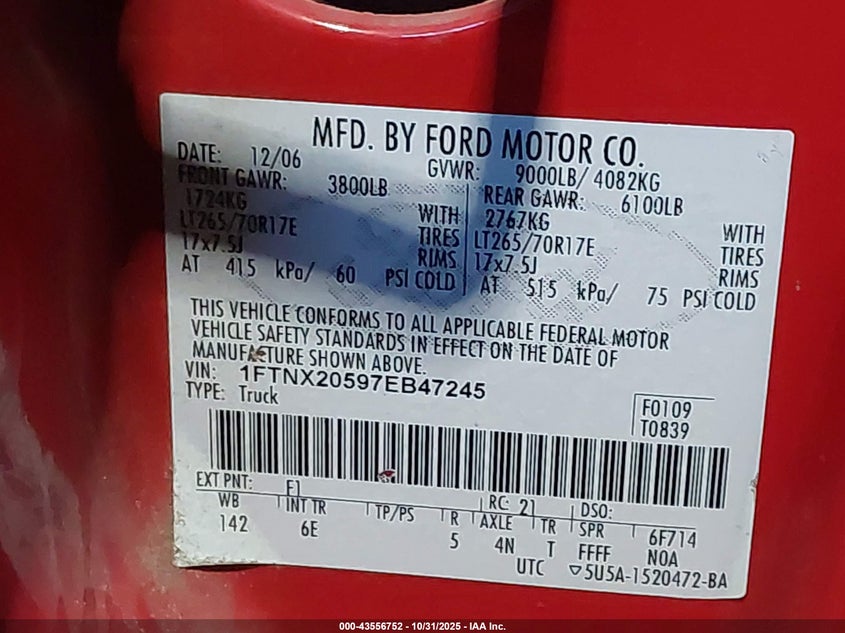 MFD. BY FORD MOTOR CO.
DATE: 12/06 GVWR: 9000LB/ 4082KG
FRONT GAWR: 3800LB REAR GAWR: 6100LB
1724KG WITH 2767KG WITH
LT265/70R17E TIRES LT265/70R17E TIRES
17x7.5J RIMS 17x7.5J RIMS
AT 415 kPa/ 60 PSI COLD AT 515 kPa/ 75 PSI COLD
THIS VEHICLE CONFORMS TO ALL APPLICABLE FEDERAL MOTOR
VEHICLE SAFETY STANDARDS IN EFFECT ON THE DATE OF
MANUFACTURE SHOWN ABOVE.
VIN: 1FTNX20597EB47245
TYPE: Truck
F0109
T0839
EXT PNT: F1 RC: 21 DSO:
WB INT TR TP/PS R AXLE TR SPR 6F714
142 6E 5 4N T FFFF NOA
UTC ▽5U5A-1520472-BA
000-43556752 - 10/31/2025 - IAA Inc.